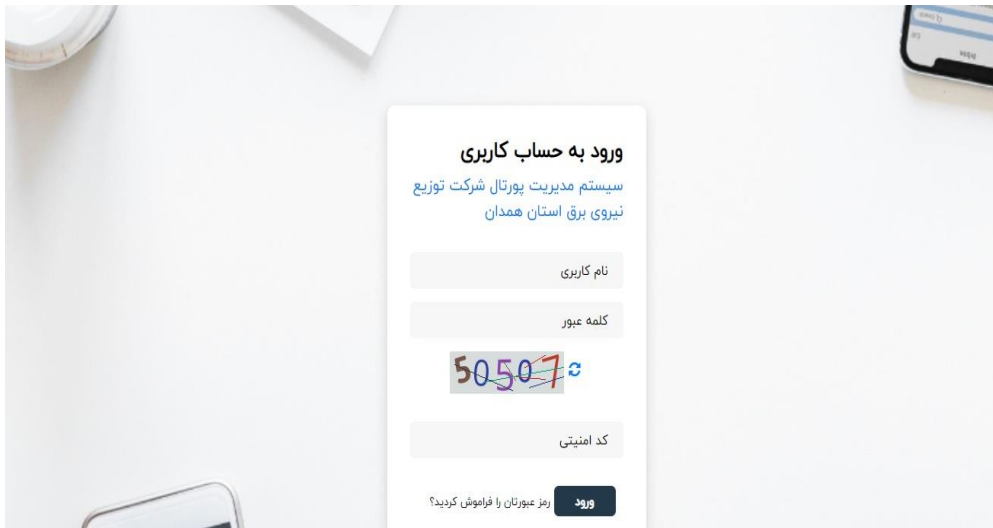 ورود به حساب کاربری
سیستم مدیریت پورتال شرکت توزیع
نیروی برق استان همدان
نام کاربری
کلمه عبور
50507
کد امنیتی
ورود
رمز عبورتان را فراموش کردید؟